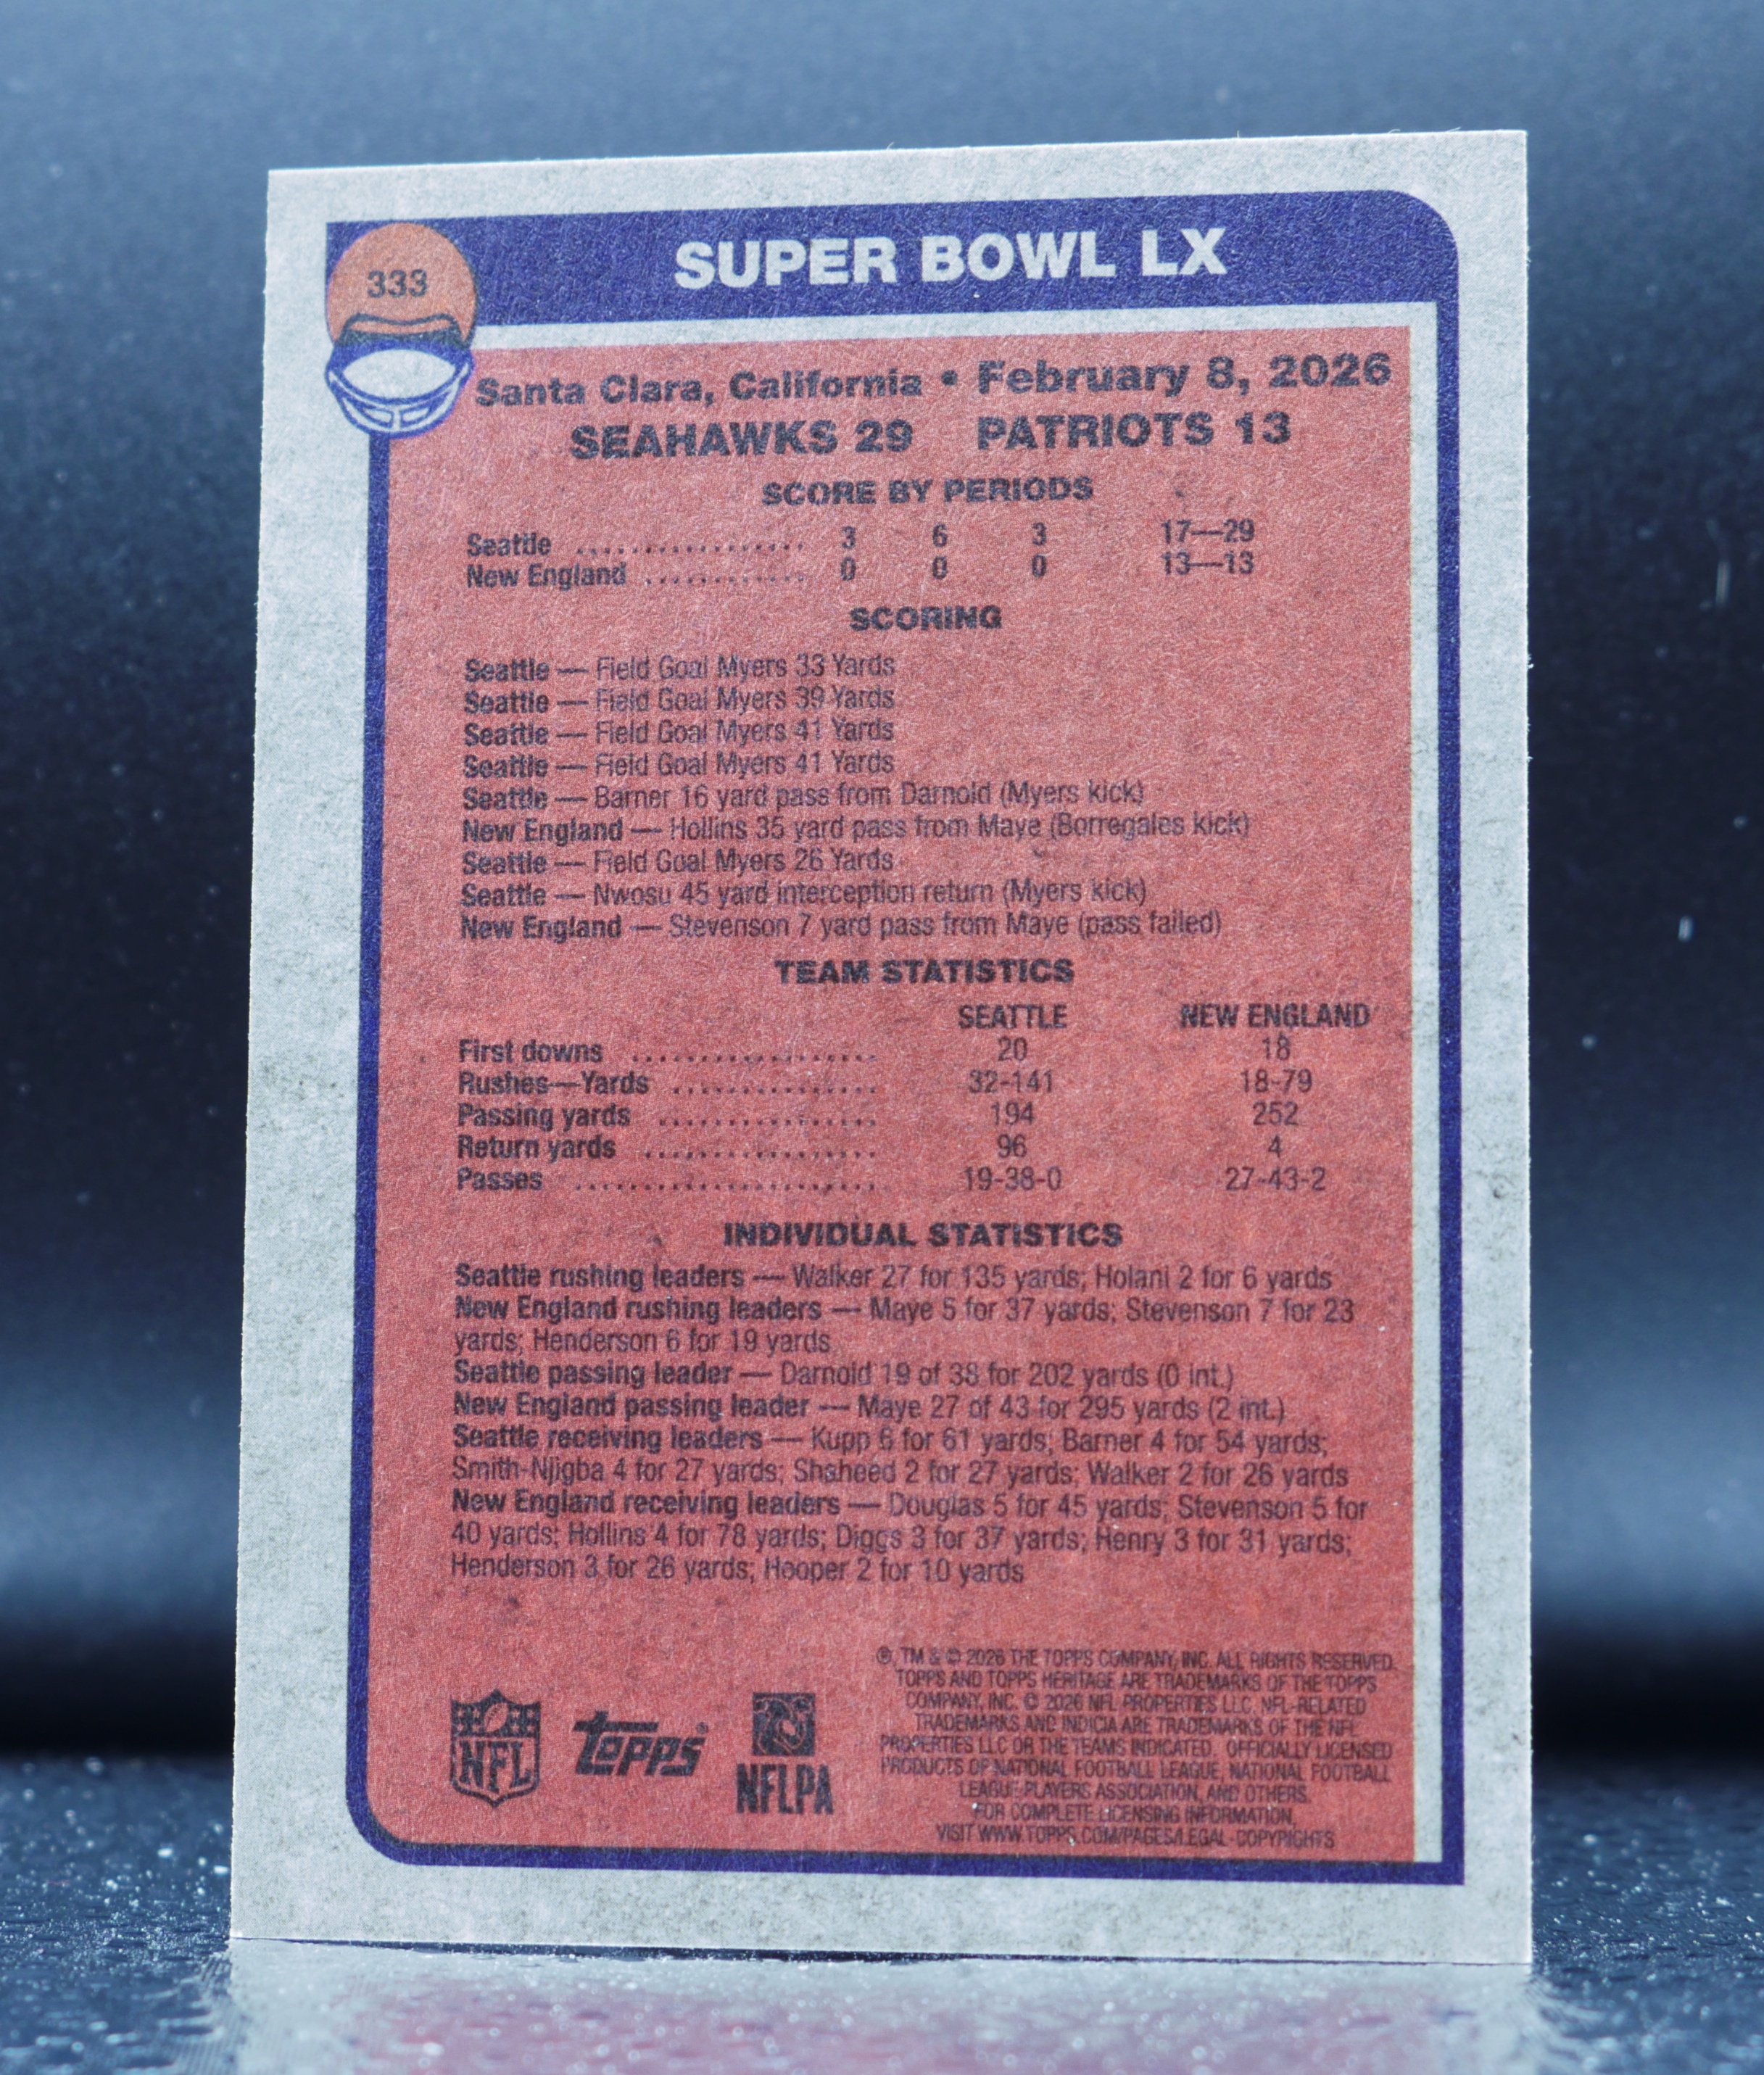 333
SUPER BOWL LX
Santa Clara, California • February 8, 2026
SEAHAWKS 29 PATRIOTS 13
SCORE BY PERIODS
Seattle ................. 3 6 3 17—29
New England ............ 0 0 0 13—13
SCORING
Seattle — Field Goal Myers 33 Yards
Seattle — Field Goal Myers 39 Yards
Seattle — Field Goal Myers 41 Yards
Seattle — Field Goal Myers 41 Yards
Seattle — Barner 16 yard pass from Darnold (Myers kick)
New England — Hollins 35 yard pass from Maye (Borregales kick)
Seattle — Field Goal Myers 26 Yards
Seattle — Nwosu 45 yard interception return (Myers kick)
New England — Stevenson 7 yard pass from Maye (pass failed)
TEAM STATISTICS
SEATTLE NEW ENGLAND
First downs .................. 20 18
Rushes—Yards ............... 32-141 18-79
Passing yards ................ 194 252
Return yards ................. 96 4
Passes ........................ 19-38-0 27-43-2
INDIVIDUAL STATISTICS
Seattle rushing leaders — Walker 27 for 135 yards; Holani 2 for 6 yards
New England rushing leaders — Maye 5 for 37 yards; Stevenson 7 for 23
yards; Henderson 6 for 19 yards
Seattle passing leader — Darnold 19 of 38 for 202 yards (0 int.)
New England passing leader — Maye 27 of 43 for 295 yards (2 int.)
Seattle receiving leaders — Kupp 6 for 61 yards; Barner 4 for 54 yards;
Smith-Njigba 4 for 27 yards; Shaheed 2 for 27 yards; Walker 2 for 26 yards
New England receiving leaders — Douglas 5 for 45 yards; Stevenson 5 for
40 yards; Hollins 4 for 78 yards; Diggs 3 for 37 yards; Henry 3 for 31 yards;
Henderson 3 for 26 yards; Hooper 2 for 10 yards
NFL
Topps®
NFLPA
®, TM & © 2026 THE TOPPS COMPANY, INC. ALL RIGHTS RESERVED.
TOPPS AND TOPPS HERITAGE ARE TRADEMARKS OF THE TOPPS
COMPANY, INC. © 2026 NFL PROPERTIES LLC. NFL-RELATED
TRADEMARKS AND INDICIA ARE TRADEMARKS OF THE NFL
PROPERTIES LLC OR THE TEAMS INDICATED. OFFICIALLY LICENSED
PRODUCTS OF NATIONAL FOOTBALL LEAGUE, NATIONAL FOOTBALL
LEAGUE PLAYERS ASSOCIATION, AND OTHERS.
FOR COMPLETE LICENSING INFORMATION,
VISIT WWW.TOPPS.COM/PAGES/LEGAL-COPYRIGHTS